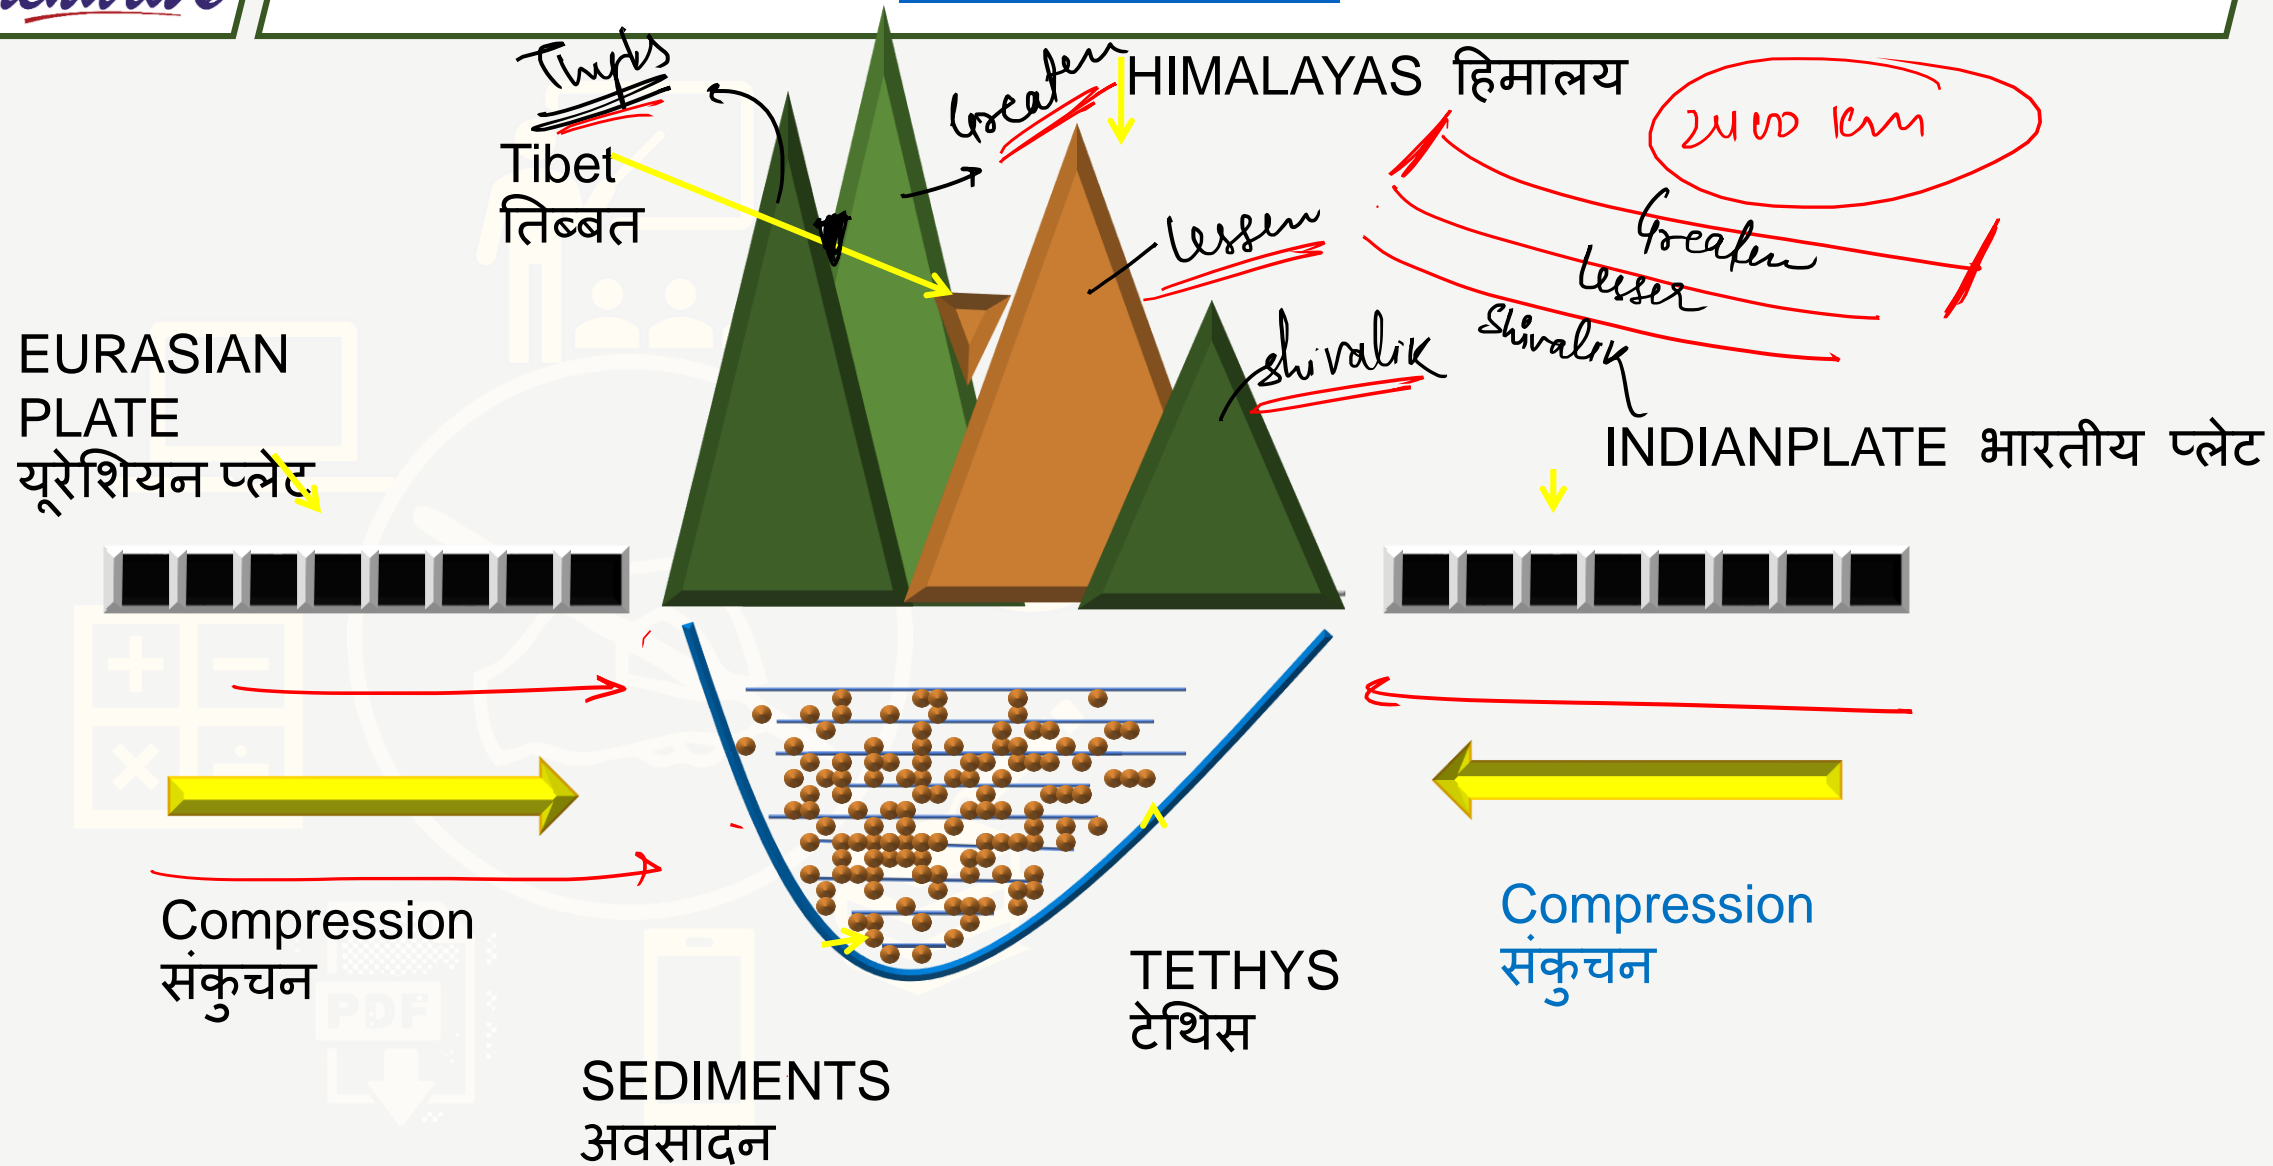 HIMALAYAS हिमालय
Greater
Tibet
तिब्बत
2400 km
Lesser
Greater
Lesser
Shivalik
Shivalik
EURASIAN
PLATE
यूरेशियन प्लेट
INDIANPLATE भारतीय प्लेट
Compression
संकुचन
Compression
संकुचन
TETHYS
टेथिस
SEDIMENTS
अवसादन
PDF